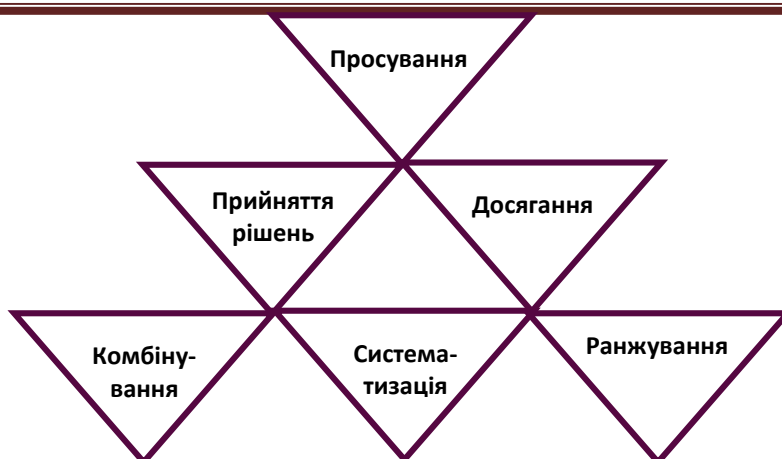 Просування
Прийняття
рішень
Досягання
Комбіну-
вання
Система-
тизація
Ранжування